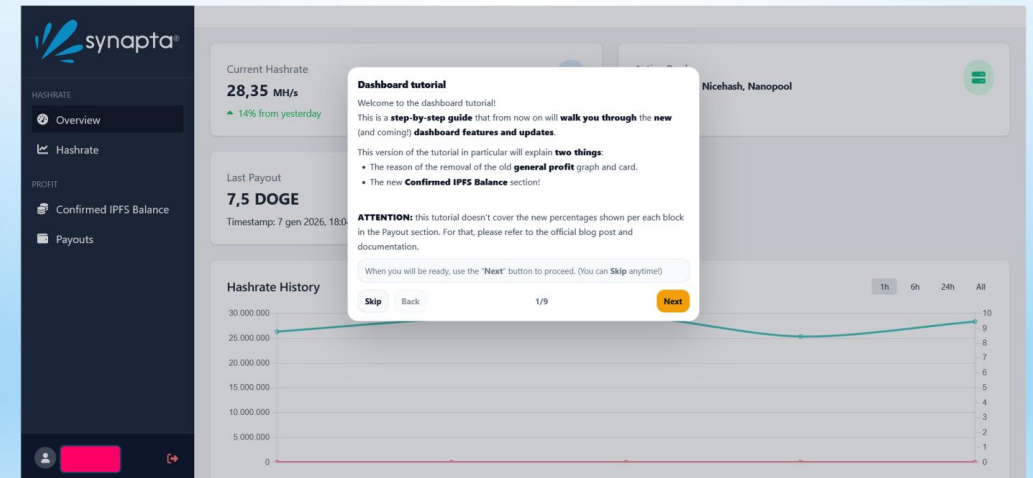 synapta®
HASHRATE
Overview
Hashrate
PROFIT
Confirmed IPFS Balance
Payouts
Current Hashrate
28,35 MH/s
14% from yesterday
Nicehash, Nanopool
Last Payout
7,5 DOGE
Timestamp: 7 gen 2026, 18:04
Dashboard tutorial
Welcome to the dashboard tutorial!
This is a step-by-step guide that from now on will walk you through the new
(and coming!) dashboard features and updates.
This version of the tutorial in particular will explain two things:
• The reason of the removal of the old general profit graph and card.
• The new Confirmed IPFS Balance section!
ATTENTION: this tutorial doesn't cover the new percentages shown per each block
in the Payout section. For that, please refer to the official blog post and
documentation.
When you will be ready, use the "Next" button to proceed. (You can Skip anytime!)
Skip Back 1/9 Next
Hashrate History
1h 6h 24h All
30.000.000
25.000.000
20.000.000
15.000.000
10.000.000
5.000.000
0
10
9
8
7
6
5
4
3
2
1
0